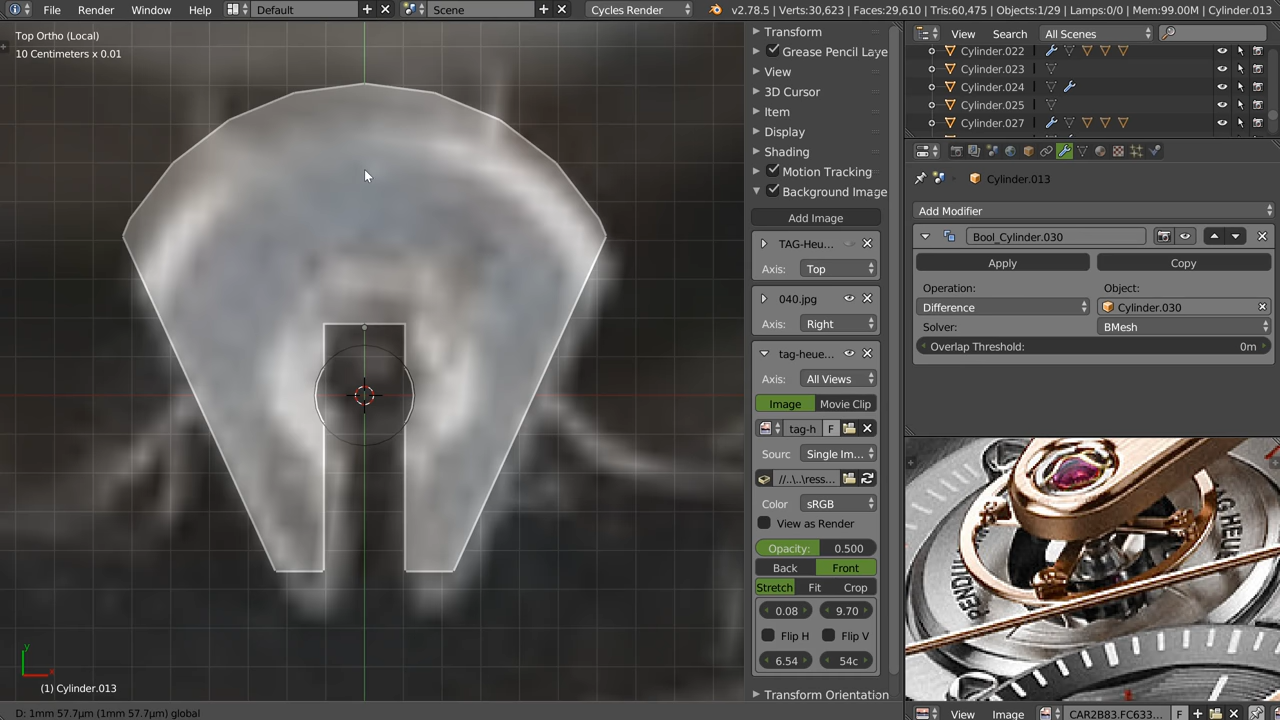 File Render Window Help Default Scene Cycles Render v2.78.5 | Verts:30,623 | Faces:29,610 | Tris:60,475 | Objects:1/29 | Lamps:0/0 | Mem:99.00M | Cylinder.013
Top Ortho (Local)
10 Centimeters x 0.01
(1) Cylinder.013
D: 1mm 57.7µm (1mm 57.7µm) global
y
Transform
Grease Pencil Laye
View
3D Cursor
Item
Display
Shading
Motion Tracking
Background Image
Add Image
TAG-Heu...
Axis: Top
040.jpg
Axis: Right
tag-heue...
Axis: All Views
Image Movie Clip
tag-h F
Sourc Single Im...
//..\..\ress...
Color sRGB
View as Render
Opacity: 0.500
Back Front
Stretch Fit Crop
0.08 9.70
Flip H Flip V
6.54 54c
Transform Orientation
View Search All Scenes
Cylinder.022
Cylinder.023
Cylinder.024
Cylinder.025
Cylinder.027
Cylinder.013
Add Modifier
Bool_Cylinder.030
Apply Copy
Operation: Object:
Difference Cylinder.030
Solver: BMesh
Overlap Threshold: 0m
AG HEU
View Image CAR2B83.FC633... F